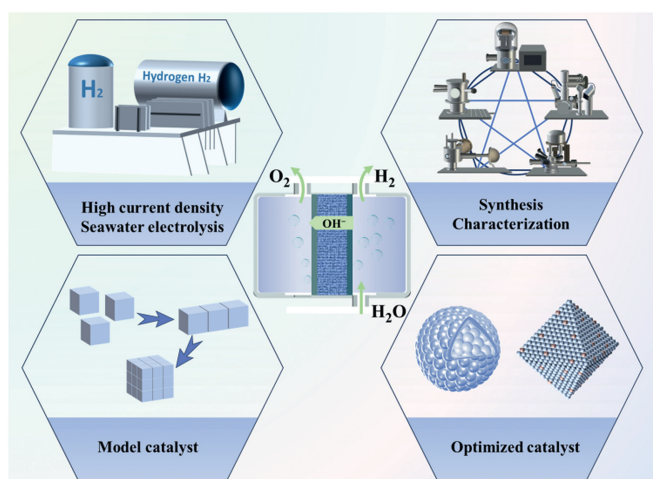 H₂
Hydrogen H₂
High current density
Seawater electrolysis
Synthesis
Characterization
O₂
H₂
OH⁻
H₂O
Model catalyst
Optimized catalyst